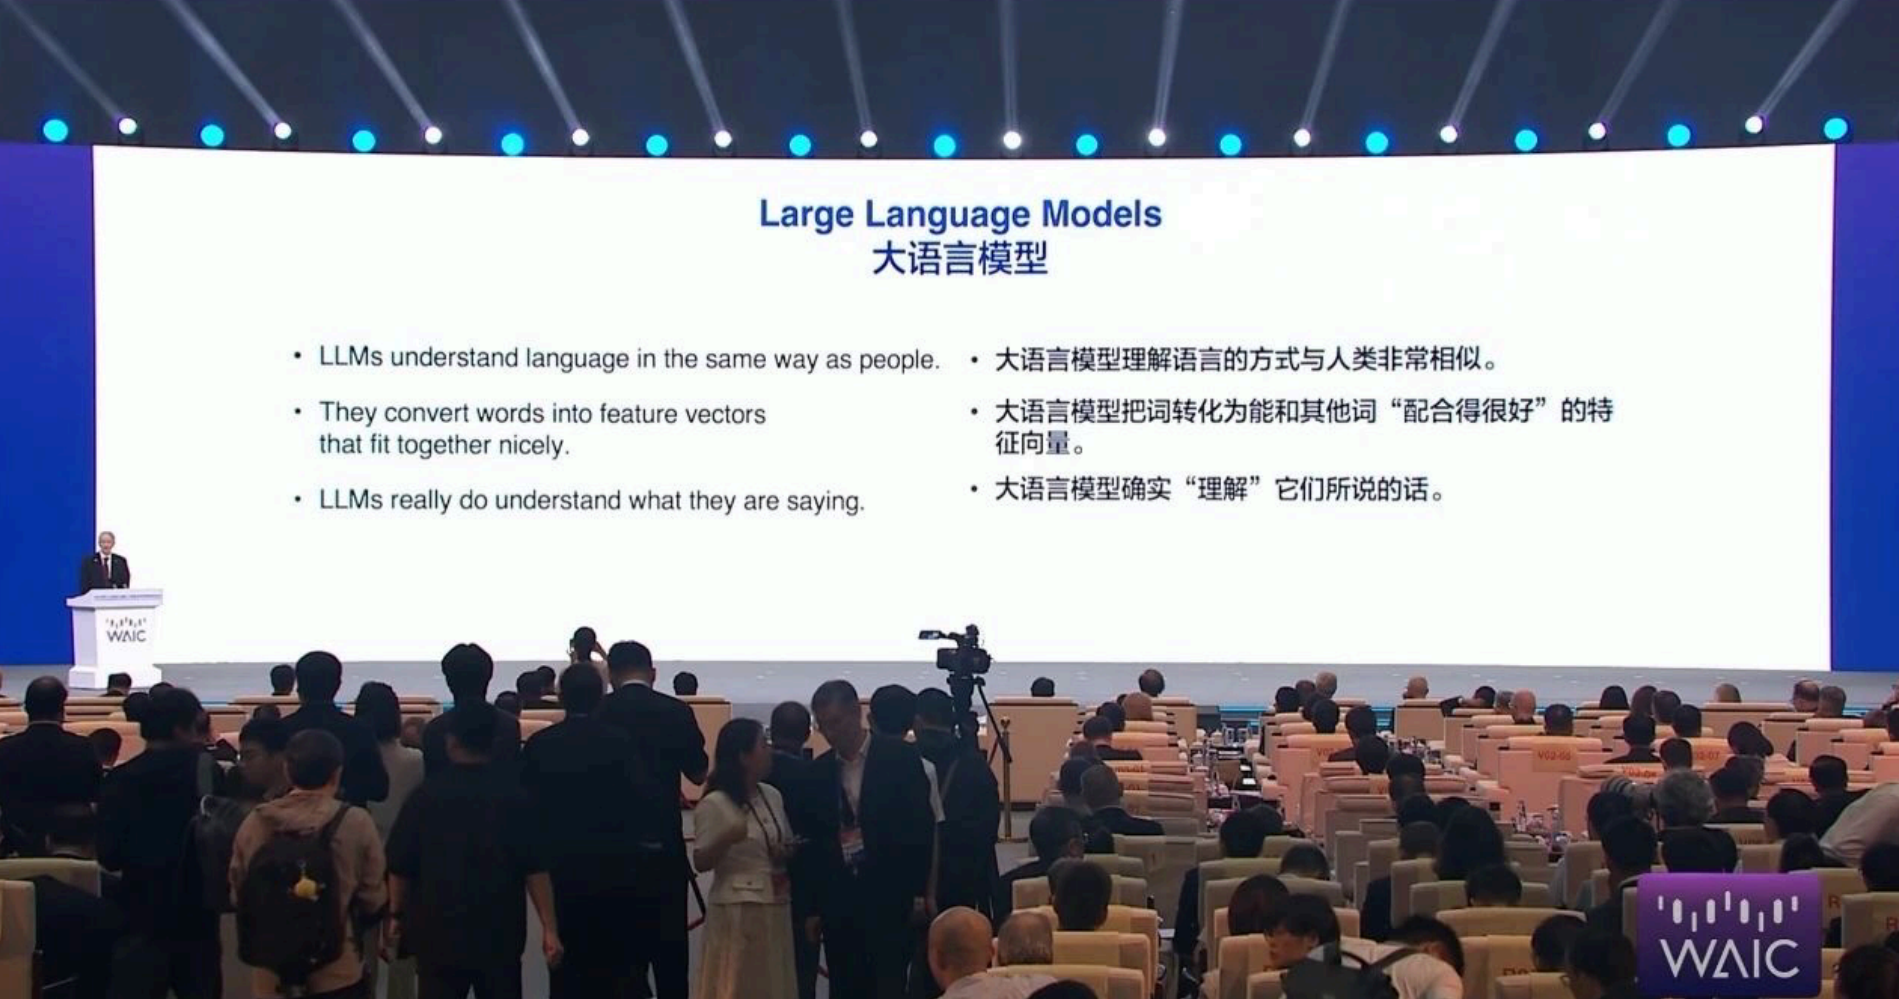 Large Language Models
大语言模型
• LLMs understand language in the same way as people.
• They convert words into feature vectors
that fit together nicely.
• LLMs really do understand what they are saying.
• 大语言模型理解语言的方式与人类非常相似。
• 大语言模型把词转化为能和其他词“配合得很好”的特
征向量。
• 大语言模型确实“理解”它们所说的话。
WAIC
V02-05
WAIC